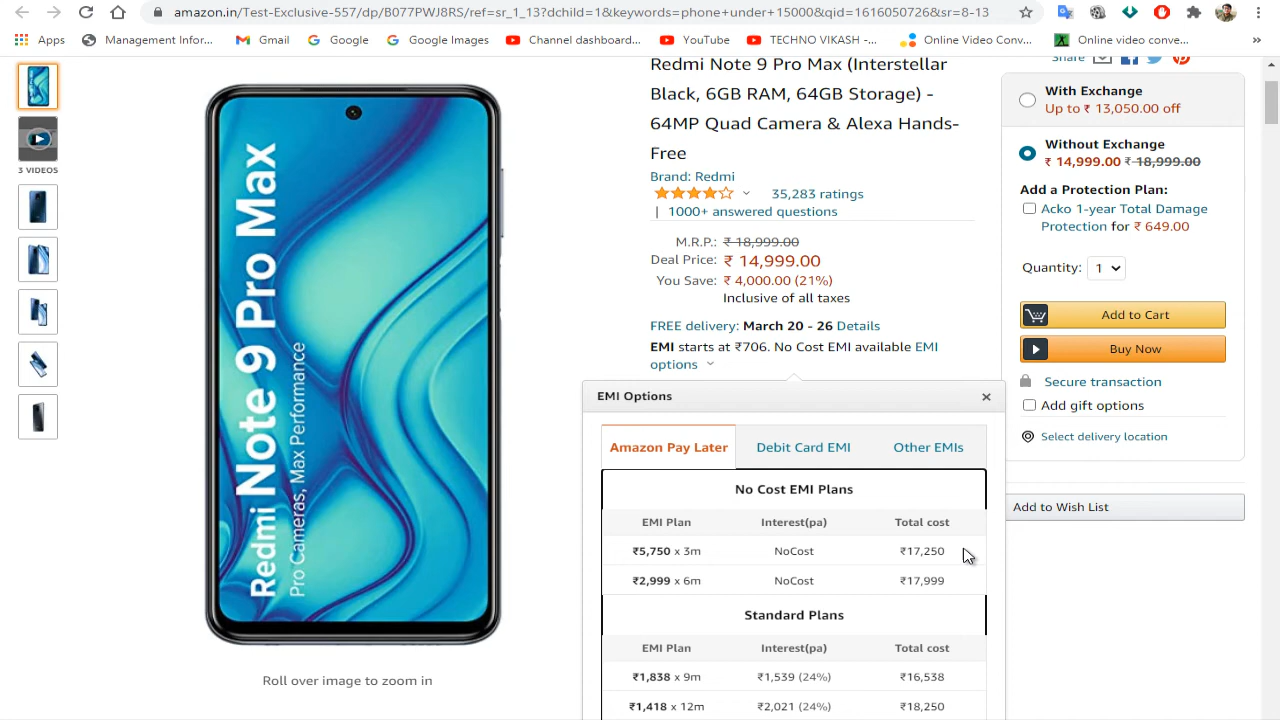 amazon.in/Test-Exclusive-557/dp/B077PWJ8RS/ref=sr_1_13?dchild=1&keywords=phone+under+15000&qid=1616050726&sr=8-13
Apps
Management Infor...
Gmail
Google
Google Images
Channel dashboard...
YouTube
TECHNO VIKASH -...
Online Video Conv...
Online video conve...
»
3 VIDEOS
Redmi Note 9 Pro Max
Pro Cameras, Max Performance
Roll over image to zoom in
Redmi Note 9 Pro Max (Interstellar
Black, 6GB RAM, 64GB Storage) -
64MP Quad Camera & Alexa Hands-
Free
Brand: Redmi
35,283 ratings
| 1000+ answered questions
M.R.P.: ₹ 18,999.00
Deal Price: ₹ 14,999.00
You Save: ₹ 4,000.00 (21%)
Inclusive of all taxes
FREE delivery: March 20 - 26 Details
EMI starts at ₹706. No Cost EMI available EMI
options
EMI Options
×
Amazon Pay Later Debit Card EMI Other EMIs
No Cost EMI Plans
EMI Plan Interest(pa) Total cost
₹5,750 x 3m NoCost ₹17,250
₹2,999 x 6m NoCost ₹17,999
Standard Plans
EMI Plan Interest(pa) Total cost
₹1,838 x 9m ₹1,539 (24%) ₹16,538
₹1,418 x 12m ₹2,021 (24%) ₹18,250
Share
With Exchange
Up to ₹ 13,050.00 off
Without Exchange
₹ 14,999.00 ₹ 18,999.00
Add a Protection Plan:
Acko 1-year Total Damage
Protection for ₹ 649.00
Quantity: 1
Add to Cart
Buy Now
Secure transaction
Add gift options
Select delivery location
Add to Wish List